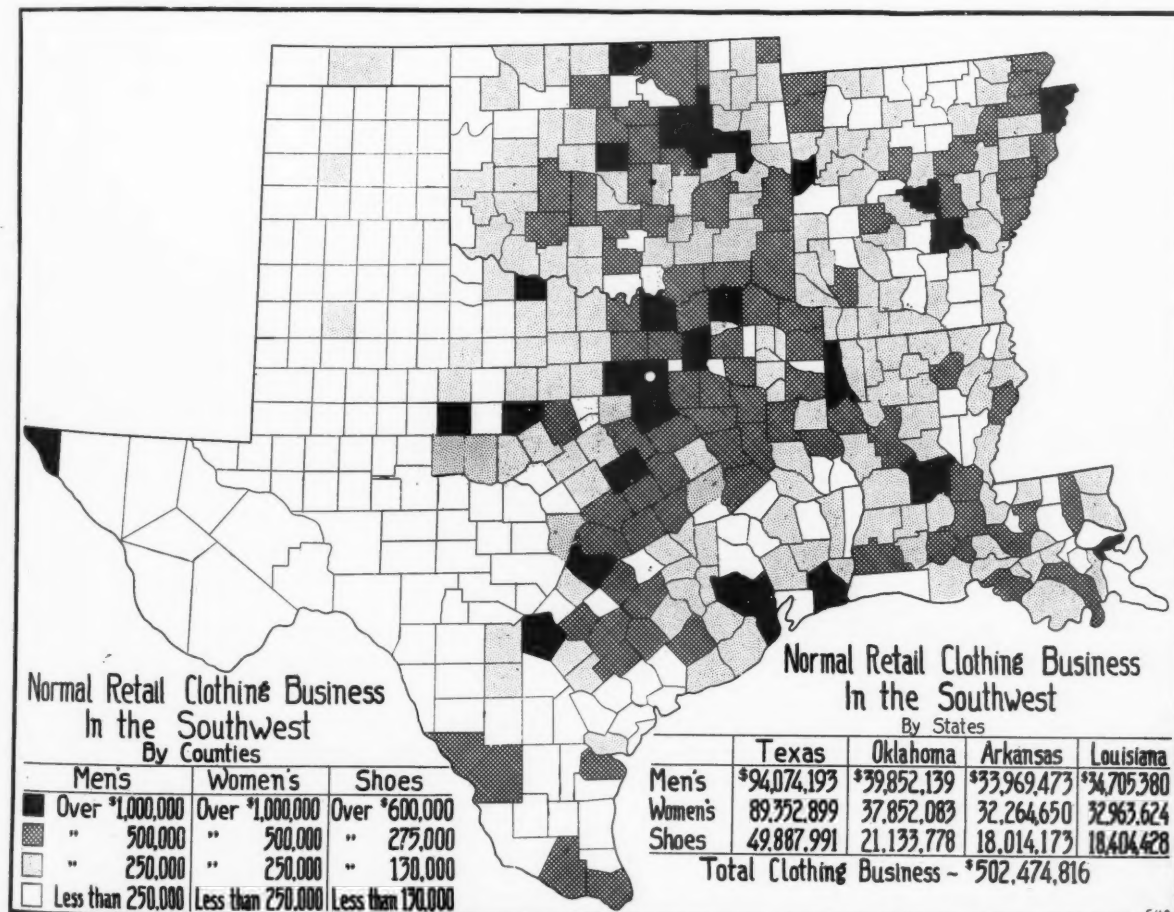 Normal Retail Clothing Business
In the Southwest
By Counties
Men's Women's Shoes
Over $1,000,000 Over $1,000,000 Over $600,000
" 500,000 " 500,000 " 275,000
" 250,000 " 250,000 " 130,000
Less than 250,000 Less than 250,000 Less than 130,000
Normal Retail Clothing Business
In the Southwest
By States
Texas Oklahoma Arkansas Louisiana
Men's $94,074,193 $39,852,139 $33,969,473 $34,705,380
Women's 89,352,899 37,852,083 32,264,650 32,963,624
Shoes 49,887,991 21,133,778 18,014,173 18,404,428
Total Clothing Business ~ $502,474,816